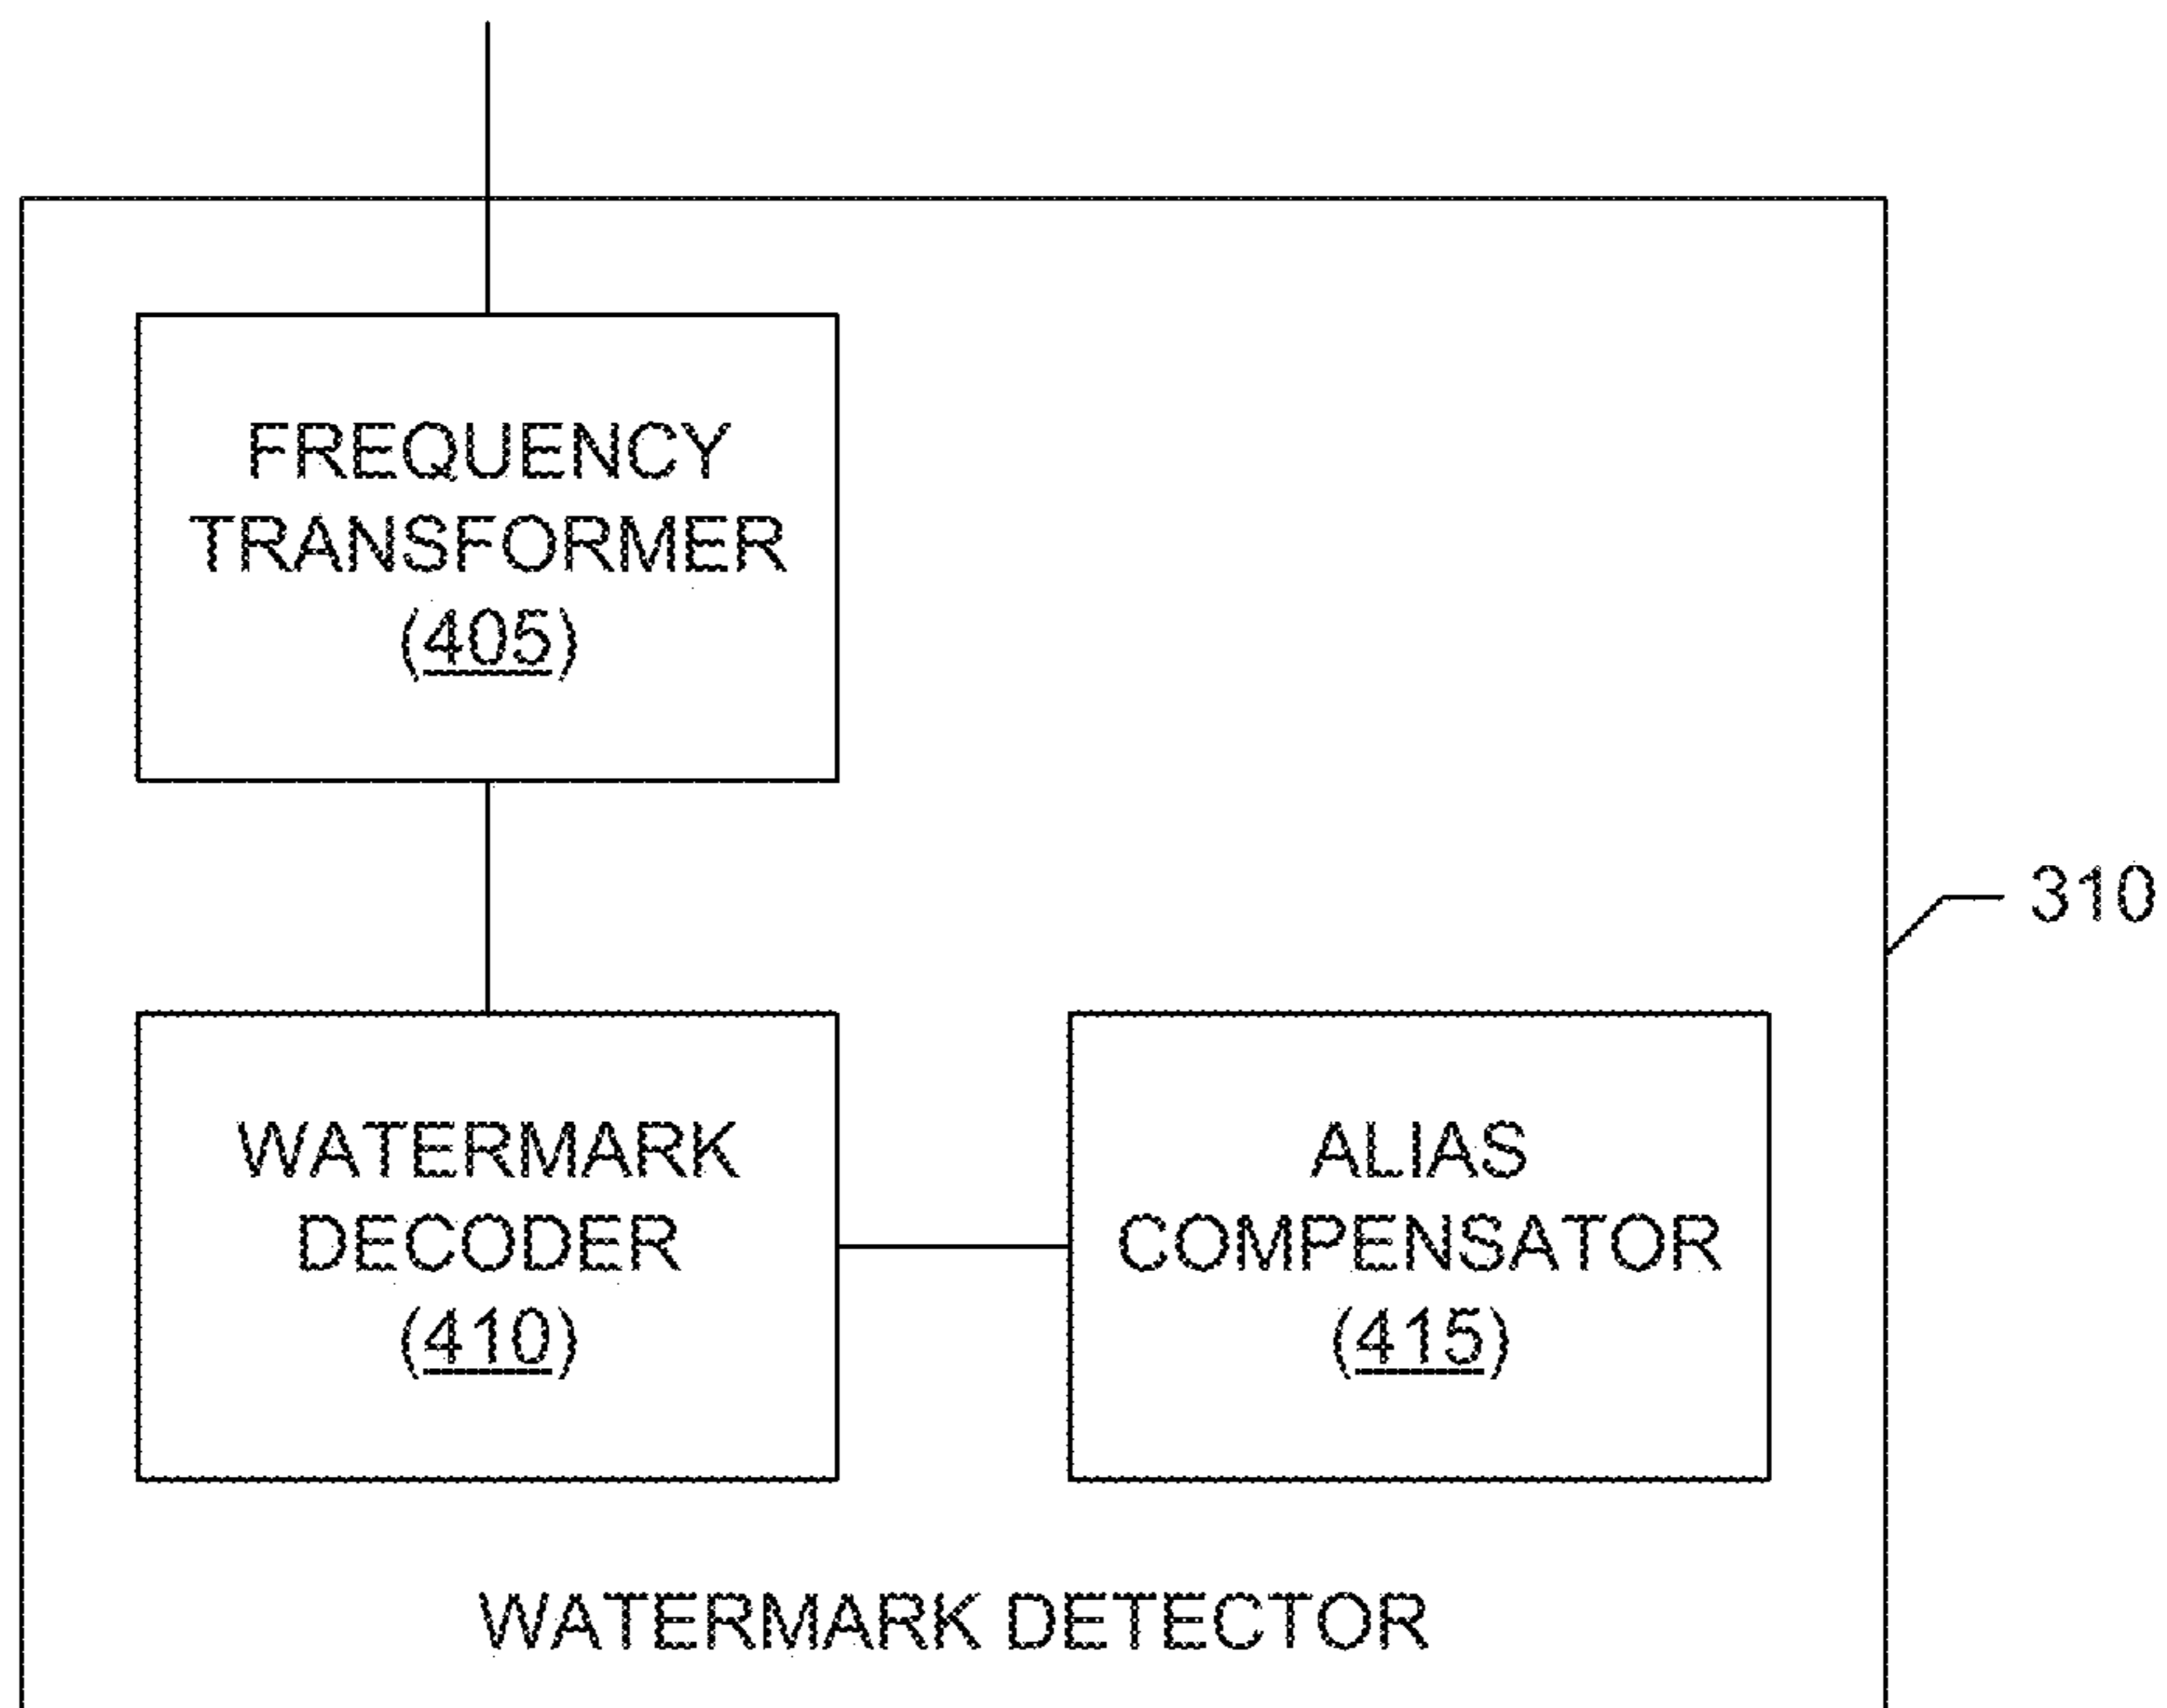 FREQUENCY
TRANSFORMER
(405)
310
WATERMARK
DECODER
(410)
ALIAS
COMPENSATOR
(415)
WATERMARK DETECTOR